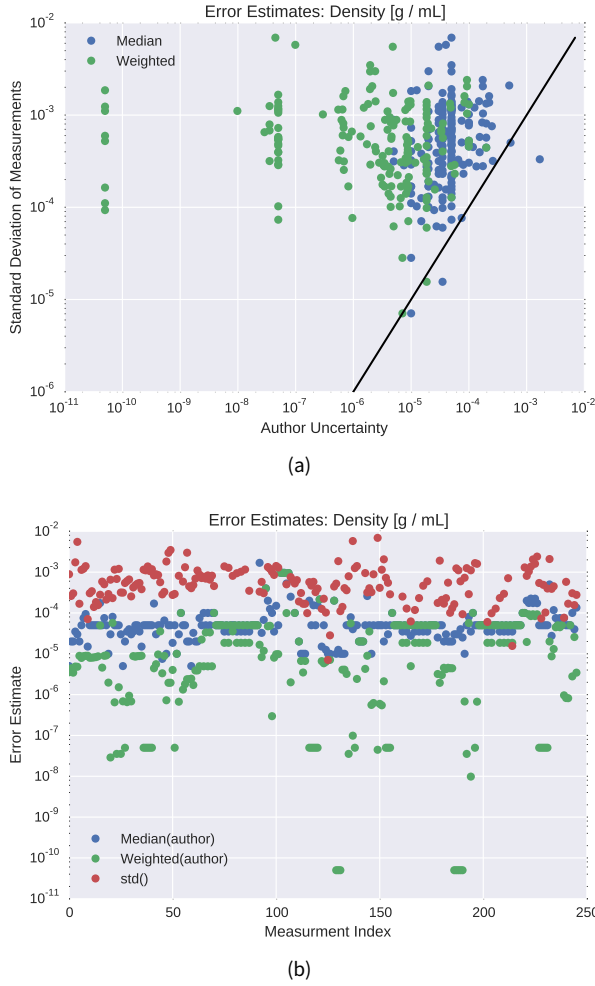 Error Estimates: Density [g / mL]
10-2
Median
Weighted
10-3
10-4
10-5
10-6
Standard Deviation of Measurements
10-11 10-10 10-9 10-8 10-7 10-6 10-5 10-4 10-3 10-2
Author Uncertainty
(a)
Error Estimates: Density [g / mL]
10-2
10-3
10-4
10-5
10-6
10-7
10-8
10-9
10-10
10-11
Error Estimate
Median(author)
Weighted(author)
std()
0 50 100 150 200 250
Measurment Index
(b)